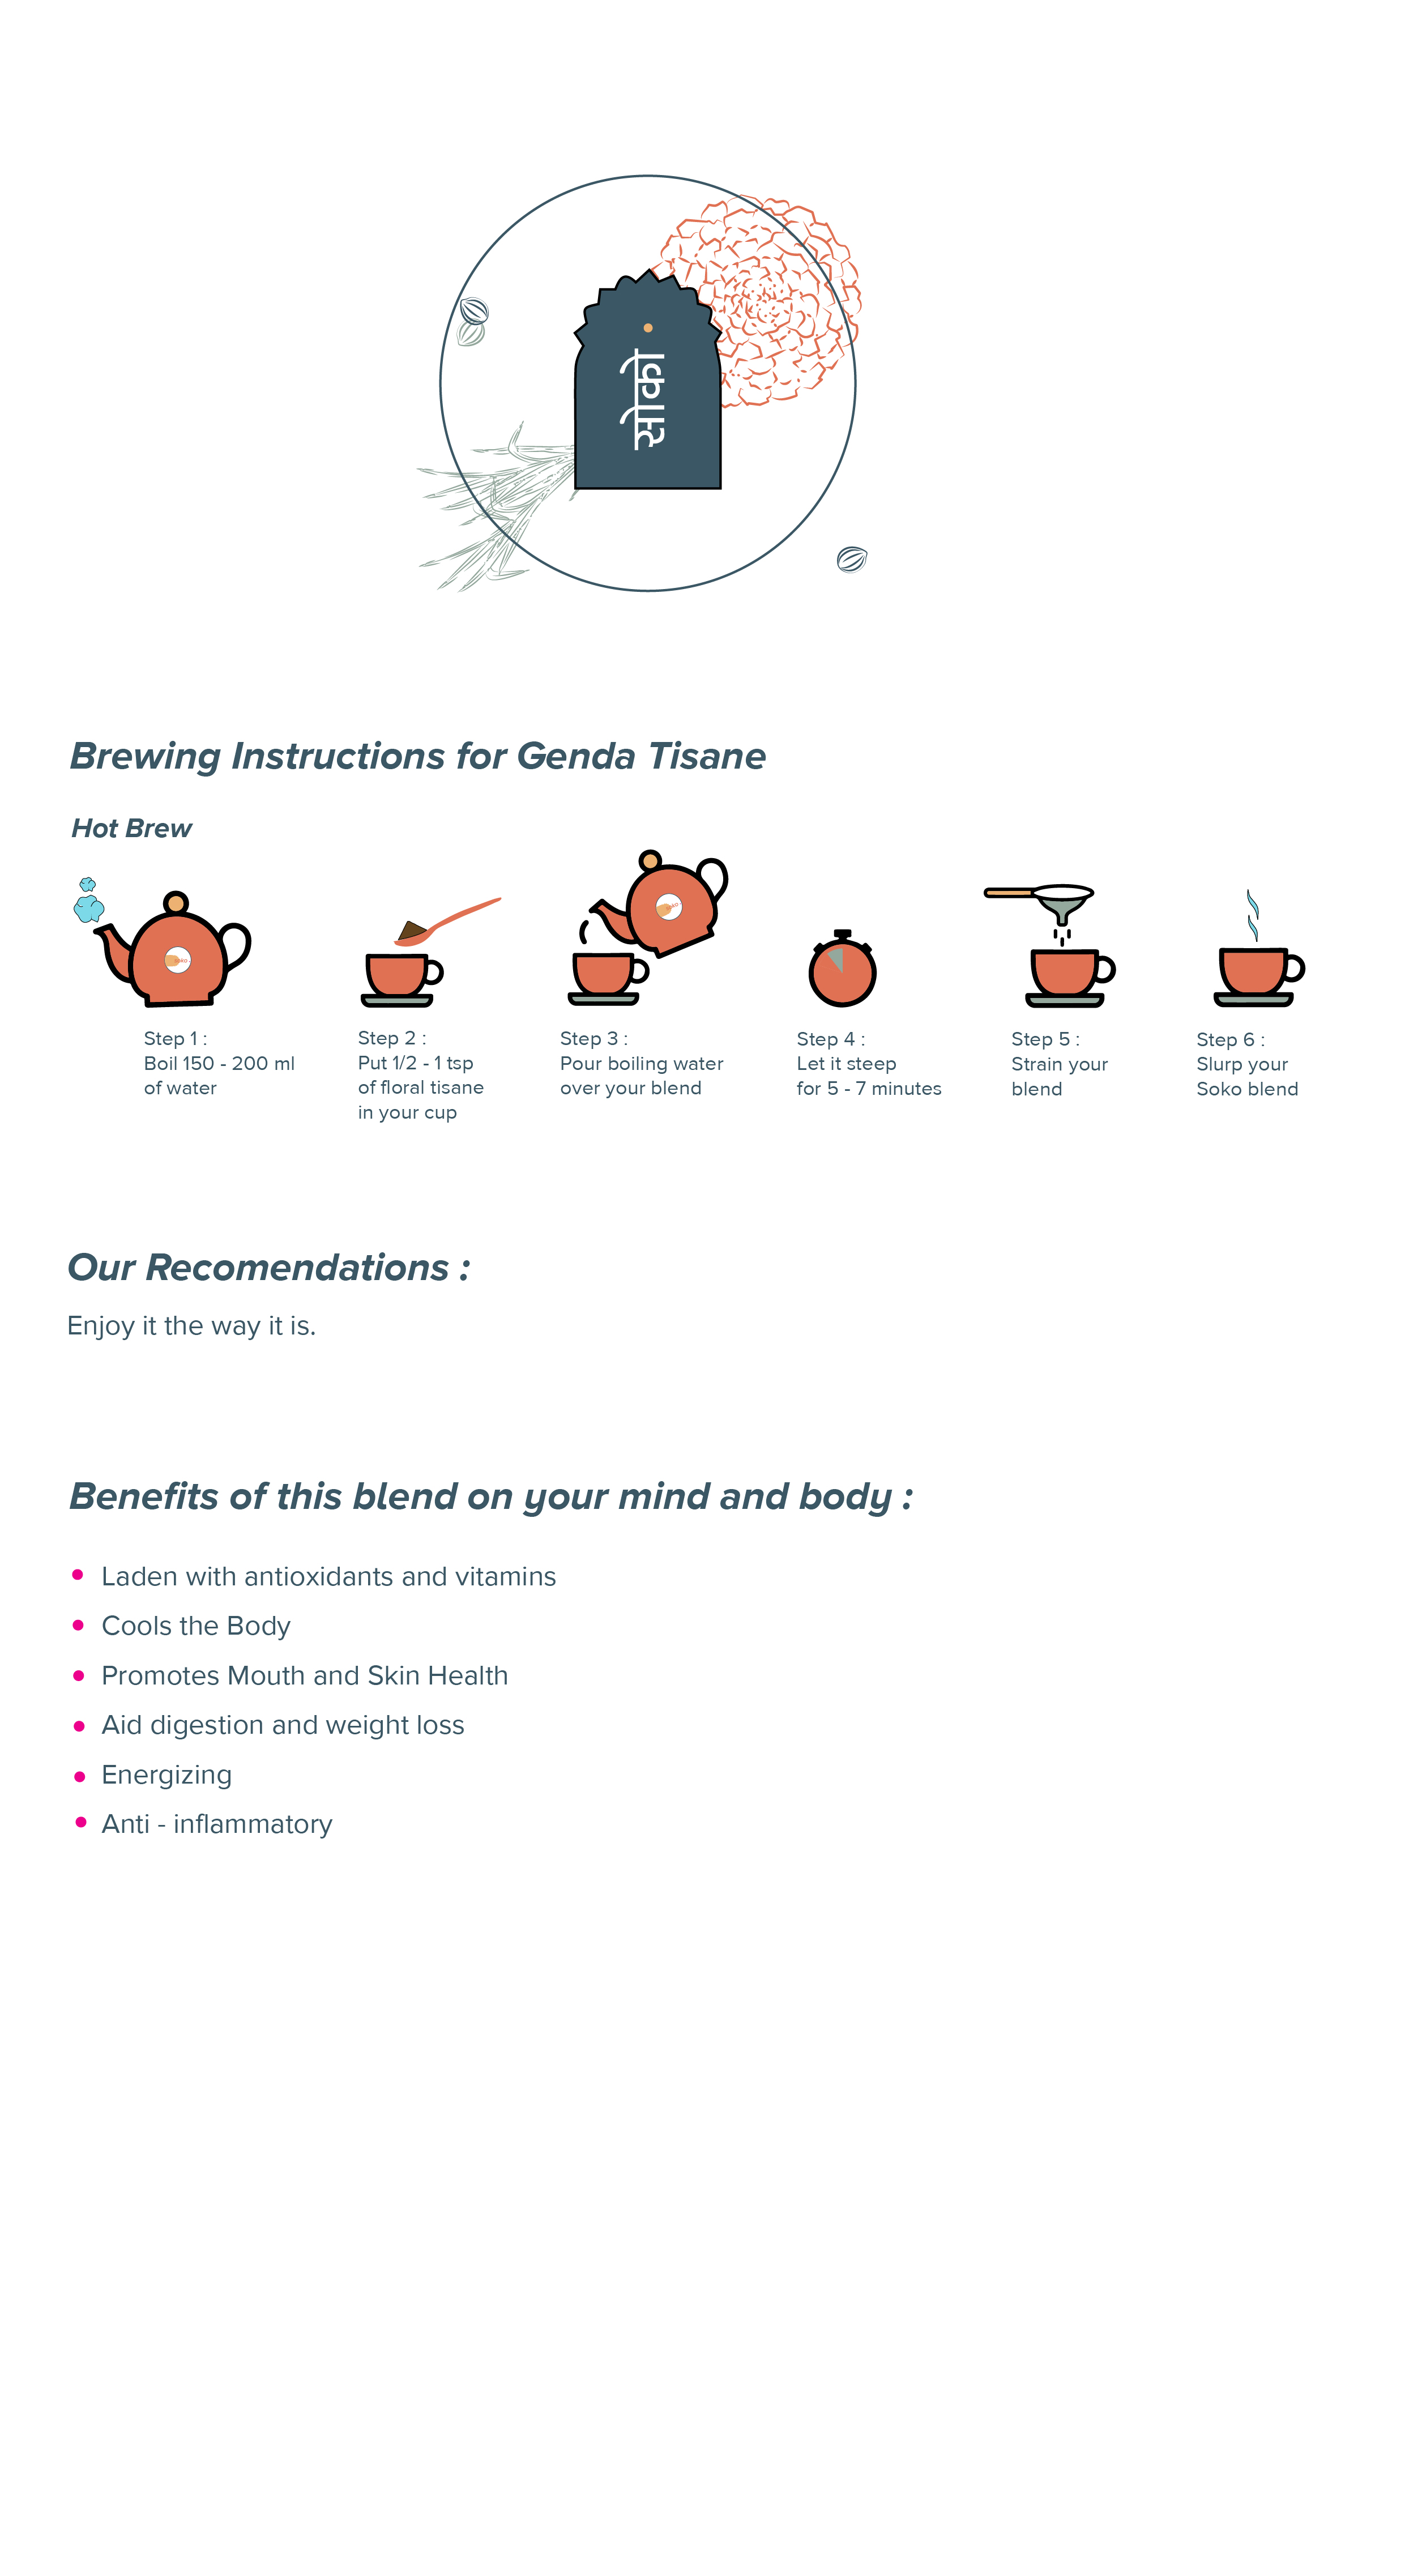 सोको
Brewing Instructions for Genda Tisane
Hot Brew
Step 1 :
Boil 150 - 200 ml
of water
Step 2 :
Put 1/2 - 1 tsp
of floral tisane
in your cup
Step 3 :
Pour boiling water
over your blend
Step 4 :
Let it steep
for 5 - 7 minutes
Step 5 :
Strain your
blend
Step 6 :
Slurp your
Soko blend
Our Recomendations :
Enjoy it the way it is.
Benefits of this blend on your mind and body :
Laden with antioxidants and vitamins
Cools the Body
Promotes Mouth and Skin Health
Aid digestion and weight loss
Energizing
Anti - inflammatory